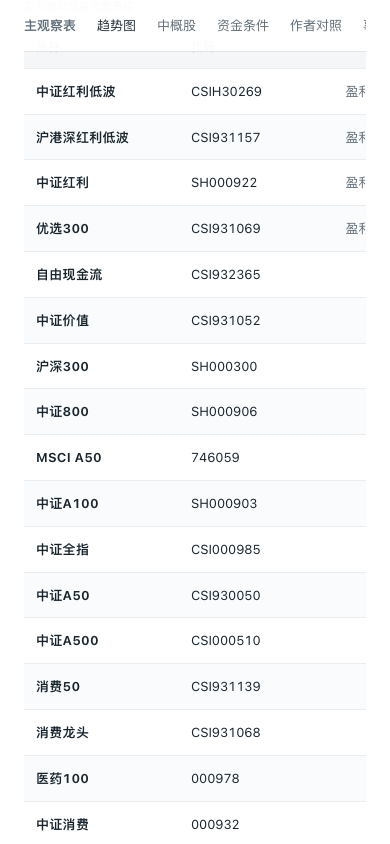 主观察表 趋势图 中概股 资金条件 作者对照
中证红利低波 CSIH30269 盈利
沪港深红利低波 CSI931157 盈利
中证红利 SH000922 盈利
优选300 CSI931069 盈利
自由现金流 CSI932365
中证价值 CSI931052
沪深300 SH000300
中证800 SH000906
MSCI A50 746059
中证A100 SH000903
中证全指 CSI000985
中证A50 CSI930050
中证A500 CSI000510
消费50 CSI931139
消费龙头 CSI931068
医药100 000978
中证消费 000932